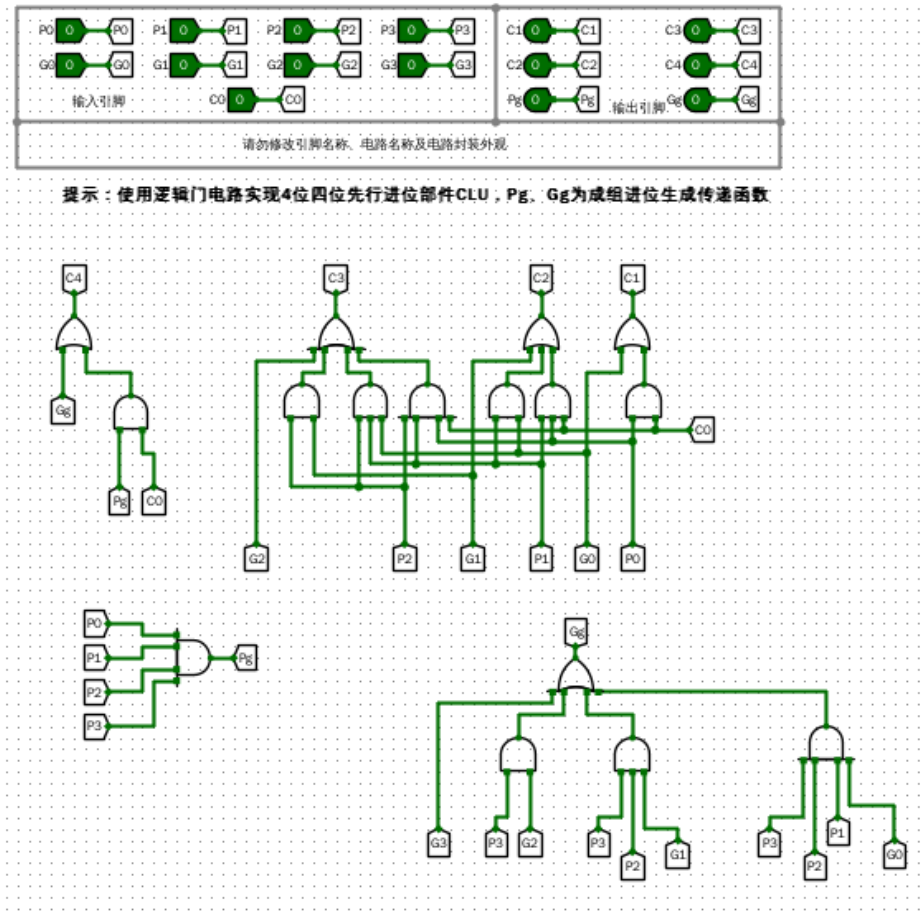 P0 0 P0 P1 0 P1 P2 0 P2 P3 0 P3 C1 0 C1 C3 0 C3
G0 0 G0 G1 0 G1 G2 0 G2 G3 0 G3 C2 0 C2 C4 0 C4
输入引脚 C0 0 C0 Pg 0 Pg 输出引脚 Gg 0 Gg
请勿修改引脚名称、电路名称及电路封装外观
提示：使用逻辑门电路实现4位四位先行进位部件CLU，Pg、Gg为成组进位生成传递函数
C4 C3 C2 C1
Gg C0
Pg C0
G2 P2 G1 P1 G0 P0
P0 Gg
P1 Pg
P2
P3
G3 P3 G2 P3 G1 P3 P1 G0
P2 P2